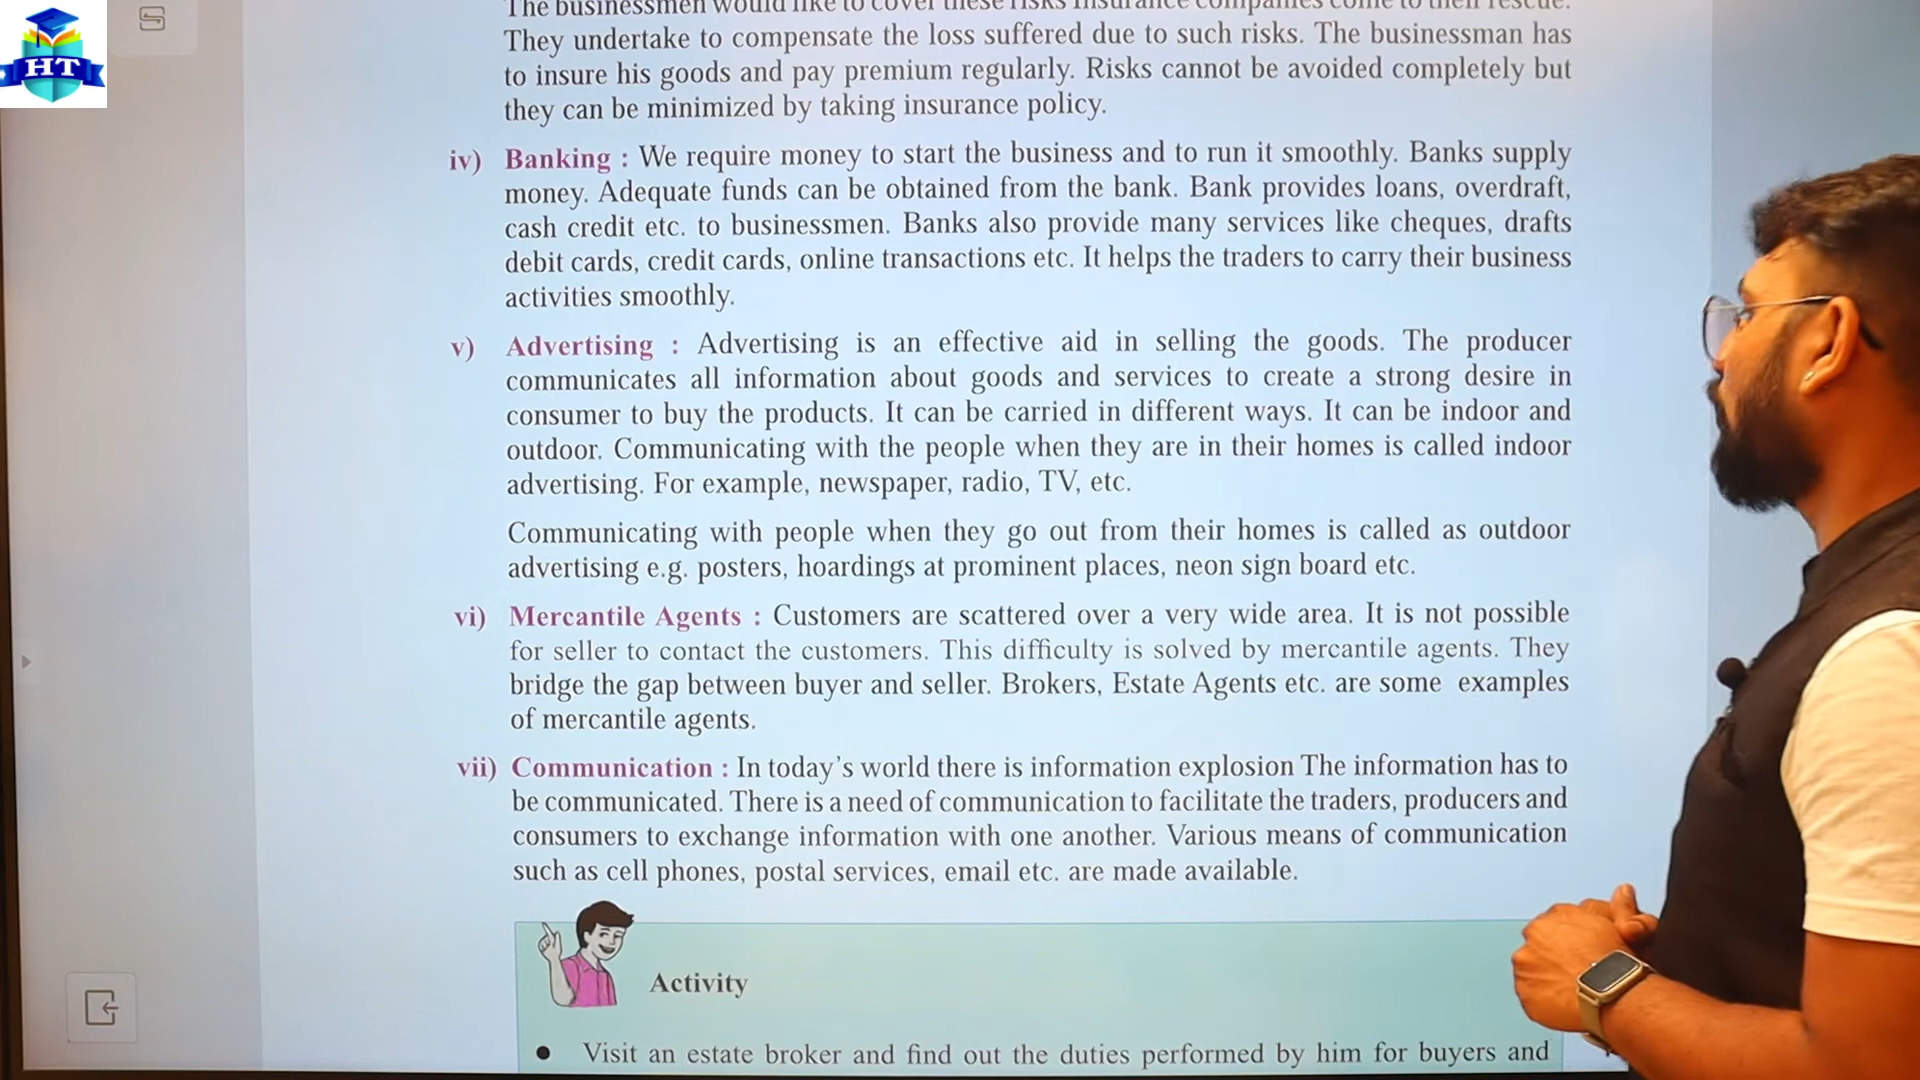 HT
The businessmen would like to cover these risks insurance companies come to their rescue.
They undertake to compensate the loss suffered due to such risks. The businessman has
to insure his goods and pay premium regularly. Risks cannot be avoided completely but
they can be minimized by taking insurance policy.
iv) Banking : We require money to start the business and to run it smoothly. Banks supply
money. Adequate funds can be obtained from the bank. Bank provides loans, overdraft,
cash credit etc. to businessmen. Banks also provide many services like cheques, drafts
debit cards, credit cards, online transactions etc. It helps the traders to carry their business
activities smoothly.
v) Advertising : Advertising is an effective aid in selling the goods. The producer
communicates all information about goods and services to create a strong desire in
consumer to buy the products. It can be carried in different ways. It can be indoor and
outdoor. Communicating with the people when they are in their homes is called indoor
advertising. For example, newspaper, radio, TV, etc.
Communicating with people when they go out from their homes is called as outdoor
advertising e.g. posters, hoardings at prominent places, neon sign board etc.
vi) Mercantile Agents : Customers are scattered over a very wide area. It is not possible
for seller to contact the customers. This difficulty is solved by mercantile agents. They
bridge the gap between buyer and seller. Brokers, Estate Agents etc. are some examples
of mercantile agents.
vii) Communication : In today's world there is information explosion The information has to
be communicated. There is a need of communication to facilitate the traders, producers and
consumers to exchange information with one another. Various means of communication
such as cell phones, postal services, email etc. are made available.
Activity
● Visit an estate broker and find out the duties performed by him for buyers and